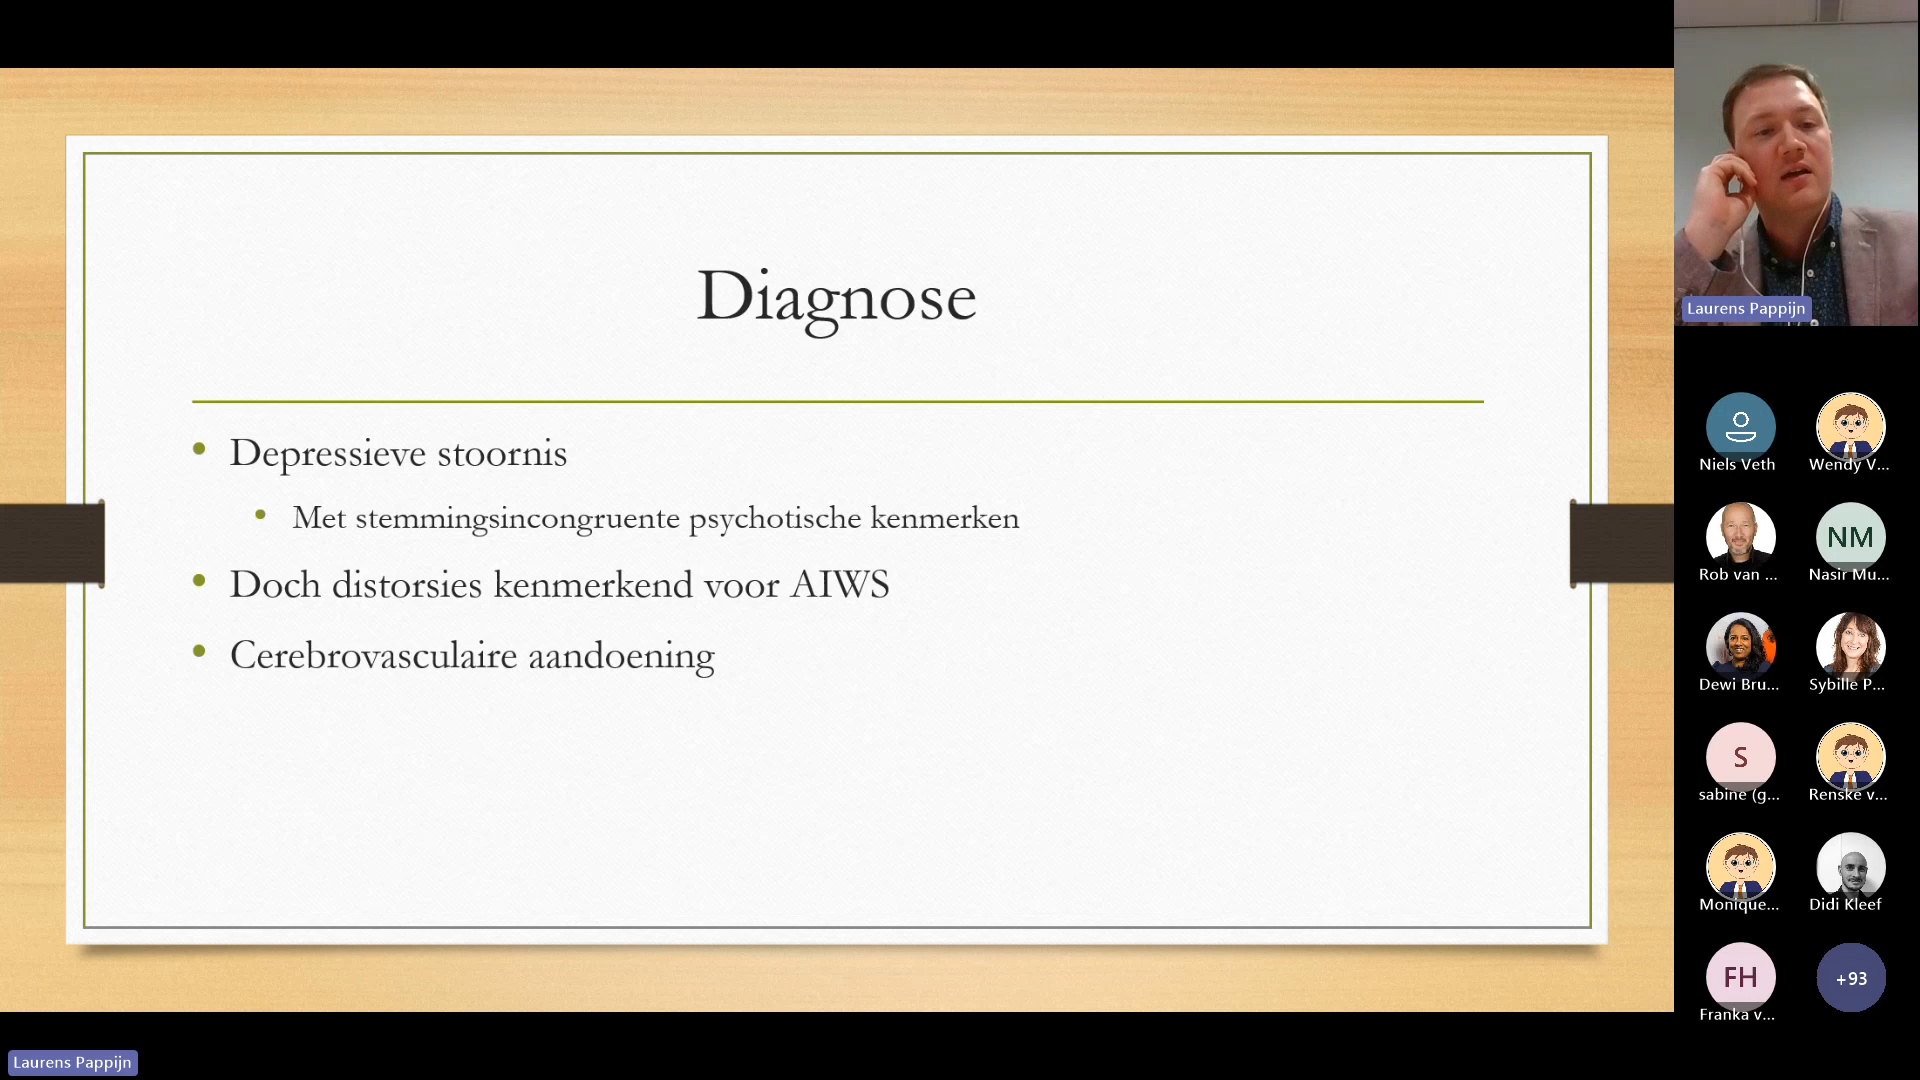 Diagnose
• Depressieve stoornis
• Met stemmingsincongruente psychotische kenmerken
• Doch distorsies kenmerkend voor AIWS
• Cerebrovasculaire aandoening
Laurens Pappijn
Niels Veth
Wendy V...
Rob van ...
NM
Nasir Mu...
Dewi Bru...
Sybille P...
S
sabine (g...
Renske v...
Monique...
Didi Kleef
FH
Franka v...
+93
Laurens Pappijn